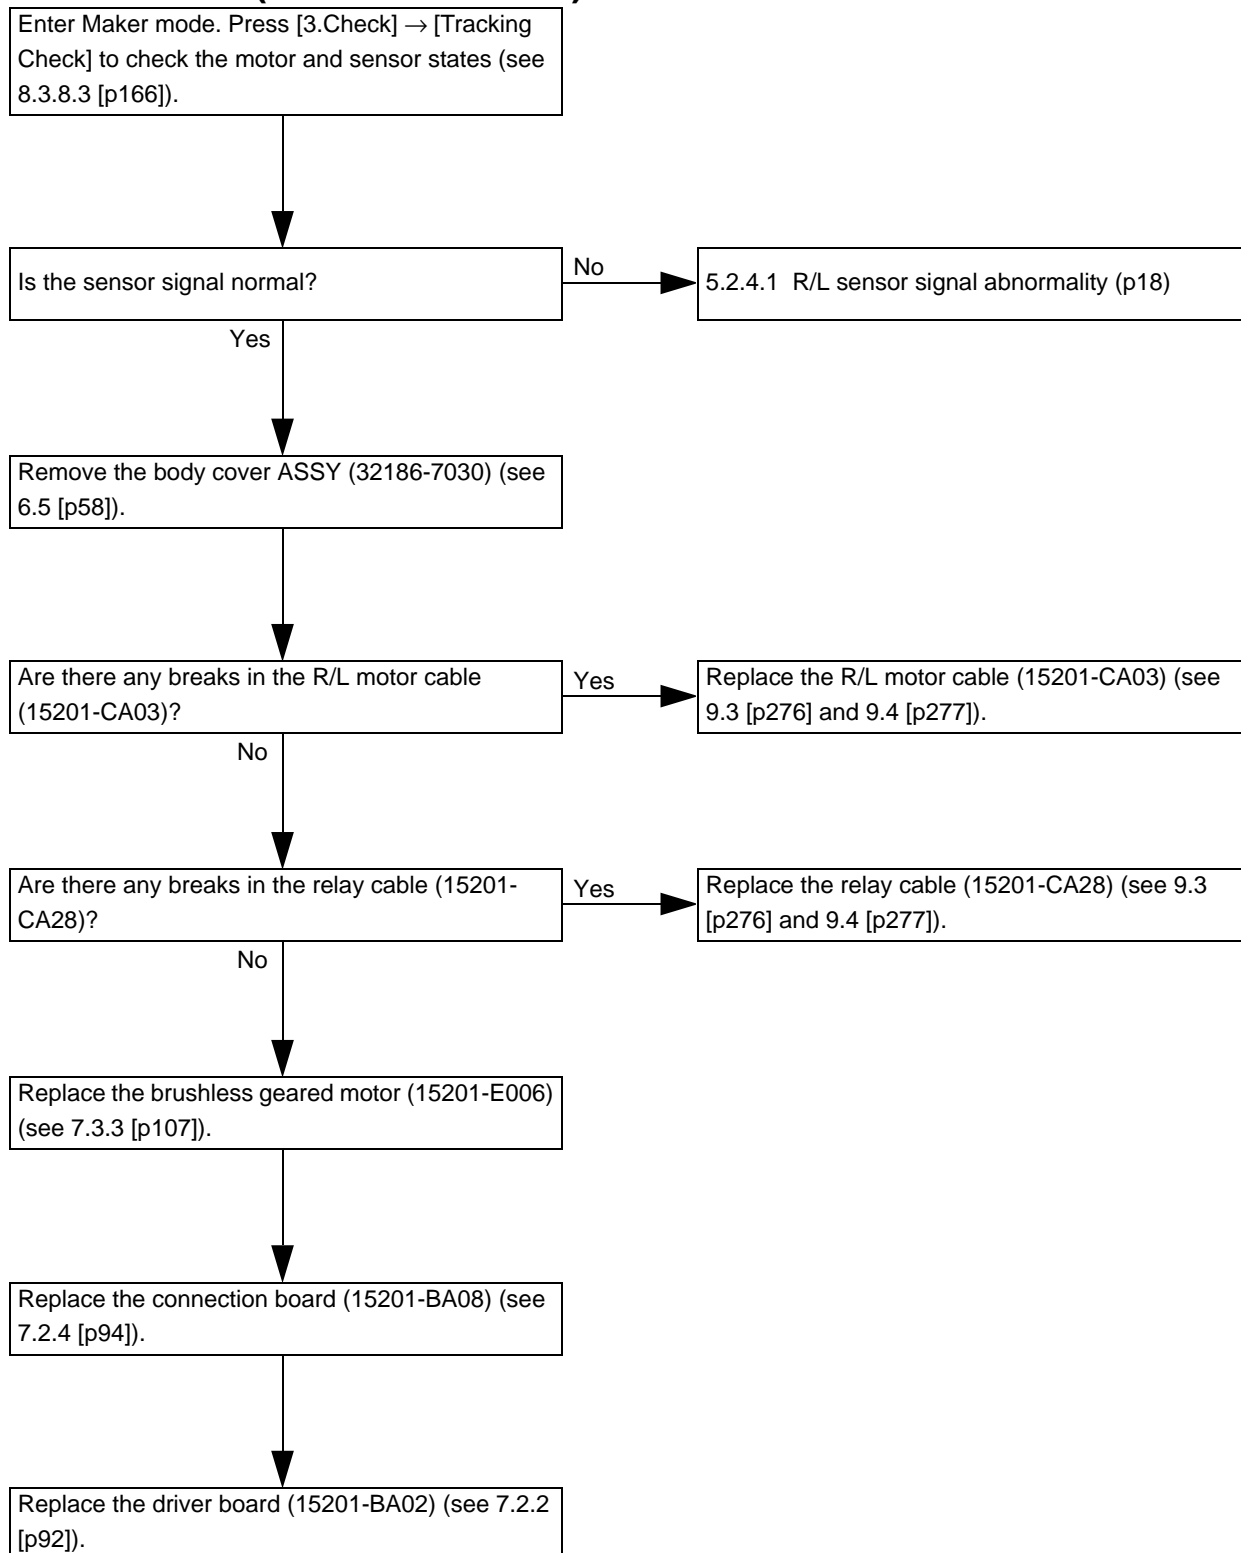 Enter Maker mode. Press [3.Check] → [Tracking
Check] to check the motor and sensor states (see
8.3.8.3 [p166]).
Is the sensor signal normal?
No
5.2.4.1 R/L sensor signal abnormality (p18)
Yes
Remove the body cover ASSY (32186-7030) (see
6.5 [p58]).
Are there any breaks in the R/L motor cable
(15201-CA03)?
Yes
Replace the R/L motor cable (15201-CA03) (see
9.3 [p276] and 9.4 [p277]).
No
Are there any breaks in the relay cable (15201-
CA28)?
Yes
Replace the relay cable (15201-CA28) (see 9.3
[p276] and 9.4 [p277]).
No
Replace the brushless geared motor (15201-E006)
(see 7.3.3 [p107]).
Replace the connection board (15201-BA08) (see
7.2.4 [p94]).
Replace the driver board (15201-BA02) (see 7.2.2
[p92]).